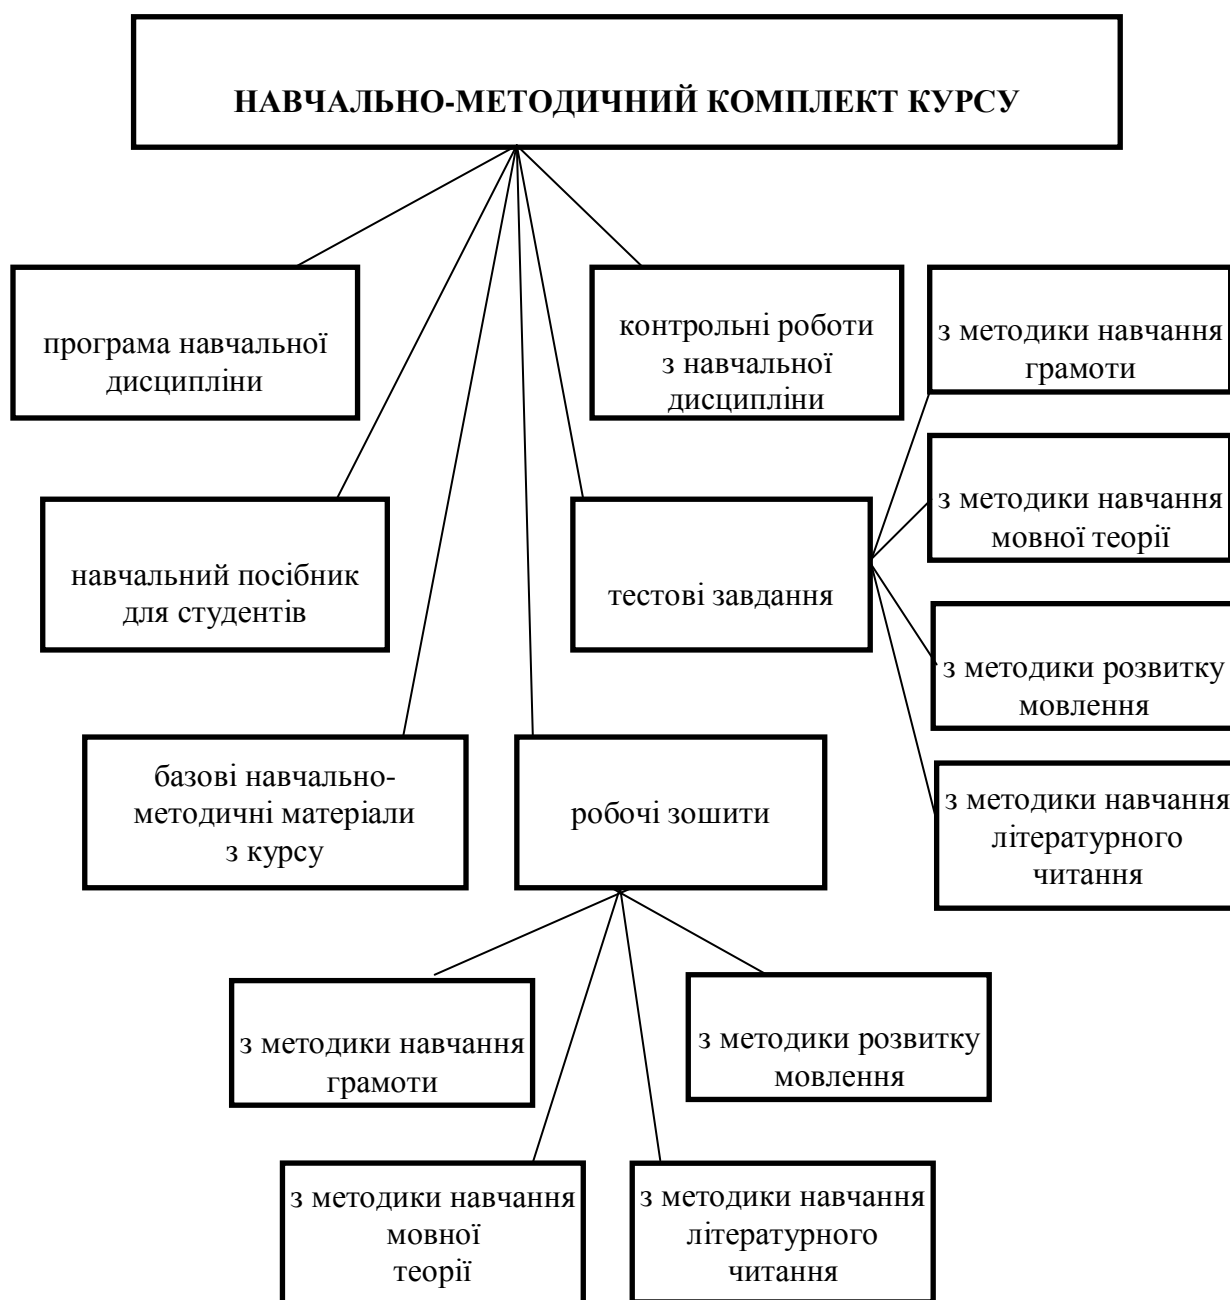 НАВЧАЛЬНО-МЕТОДИЧНИЙ КОМПЛЕКТ КУРСУ
програма навчальної
дисципліни
контрольні роботи
з навчальної
дисципліни
з методики навчання
грамоти
навчальний посібник
для студентів
тестові завдання
з методики навчання
мовної теорії
з методики розвитку
мовлення
базові навчально-
методичні матеріали
з курсу
робочі зошити
з методики навчання
літературного
читання
з методики навчання
грамоти
з методики розвитку
мовлення
з методики навчання
мовної
теорії
з методики навчання
літературного
читання